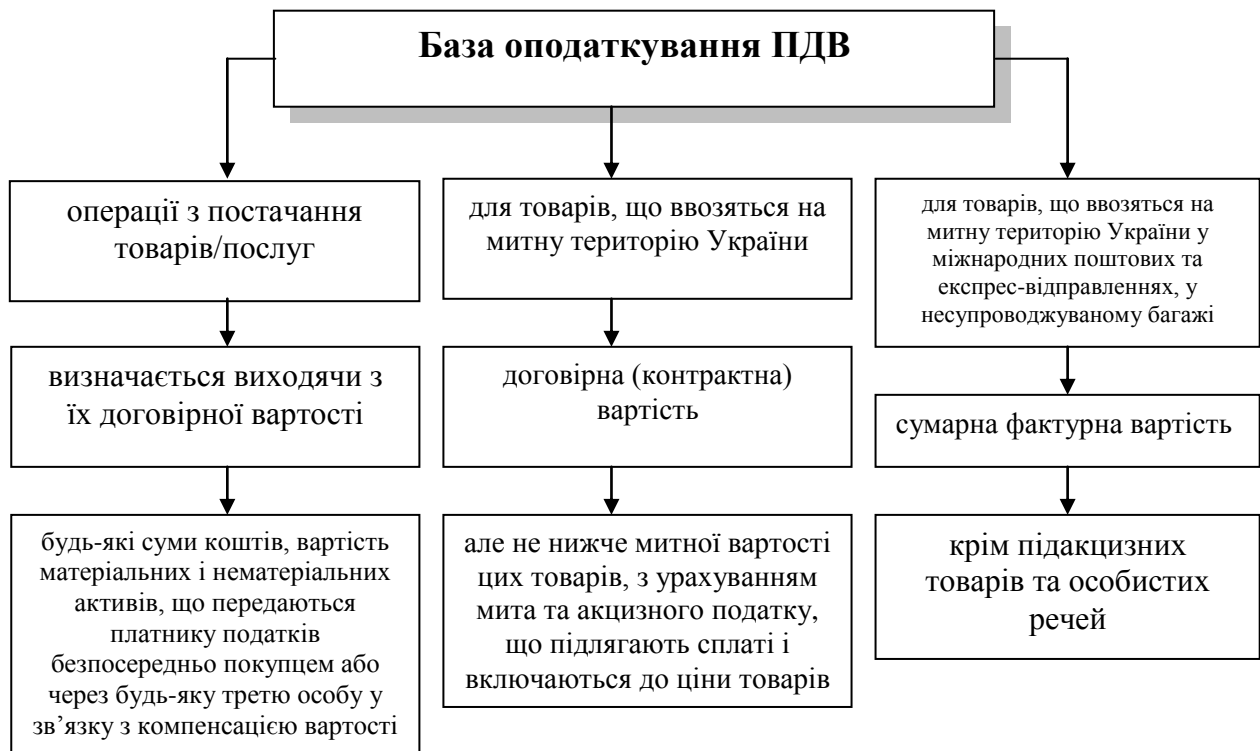 База оподаткування ПДВ
операції з постачання
товарів/послуг
визначається виходячи з
їх договірної вартості
будь-які суми коштів, вартість
матеріальних і нематеріальних
активів, що передаються
платнику податків
безпосередньо покупцем або
через будь-яку третю особу у
зв’язку з компенсацією вартості
для товарів, що ввозяться на
митну територію України
договірна (контрактна)
вартість
але не нижче митної вартості
цих товарів, з урахуванням
мита та акцизного податку,
що підлягають сплаті і
включаються до ціни товарів
для товарів, що ввозяться на
митну територію України у
міжнародних поштових та
експрес-відправленнях, у
несупроводжуваному багажі
сумарна фактурна вартість
крім підакцизних
товарів та особистих
речей